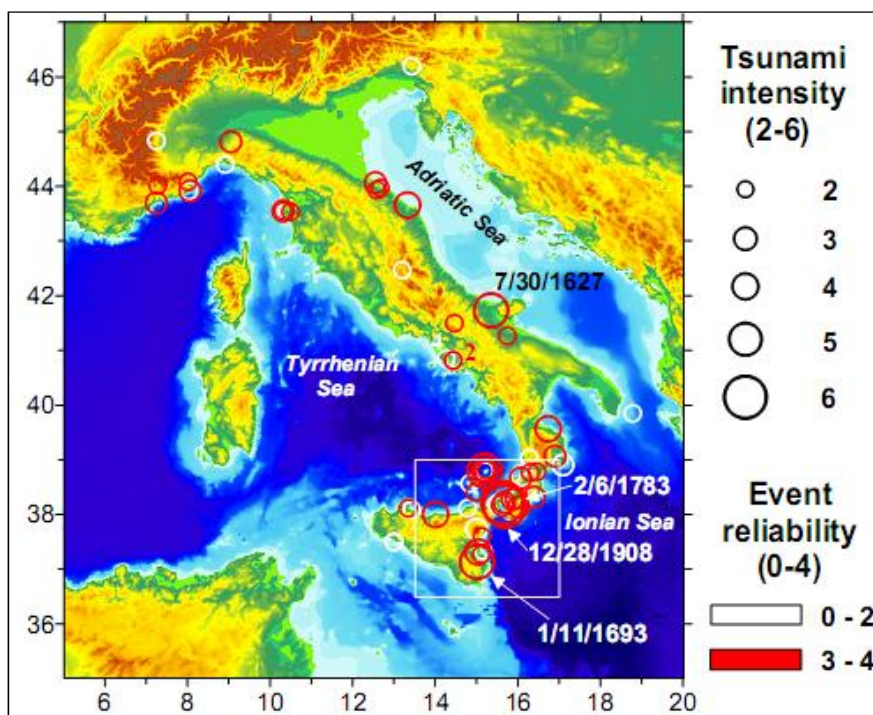 46
44
42
40
38
36
6
8
10
12
14
16
18
20
Adriatic Sea
7/30/1627
2
Tyrrhenian
Sea
2/6/1783
Ionian Sea
12/28/1908
1/11/1693
Tsunami
intensity
(2-6)
2
3
4
5
6
Event
reliability
(0-4)
0 - 2
3 - 4